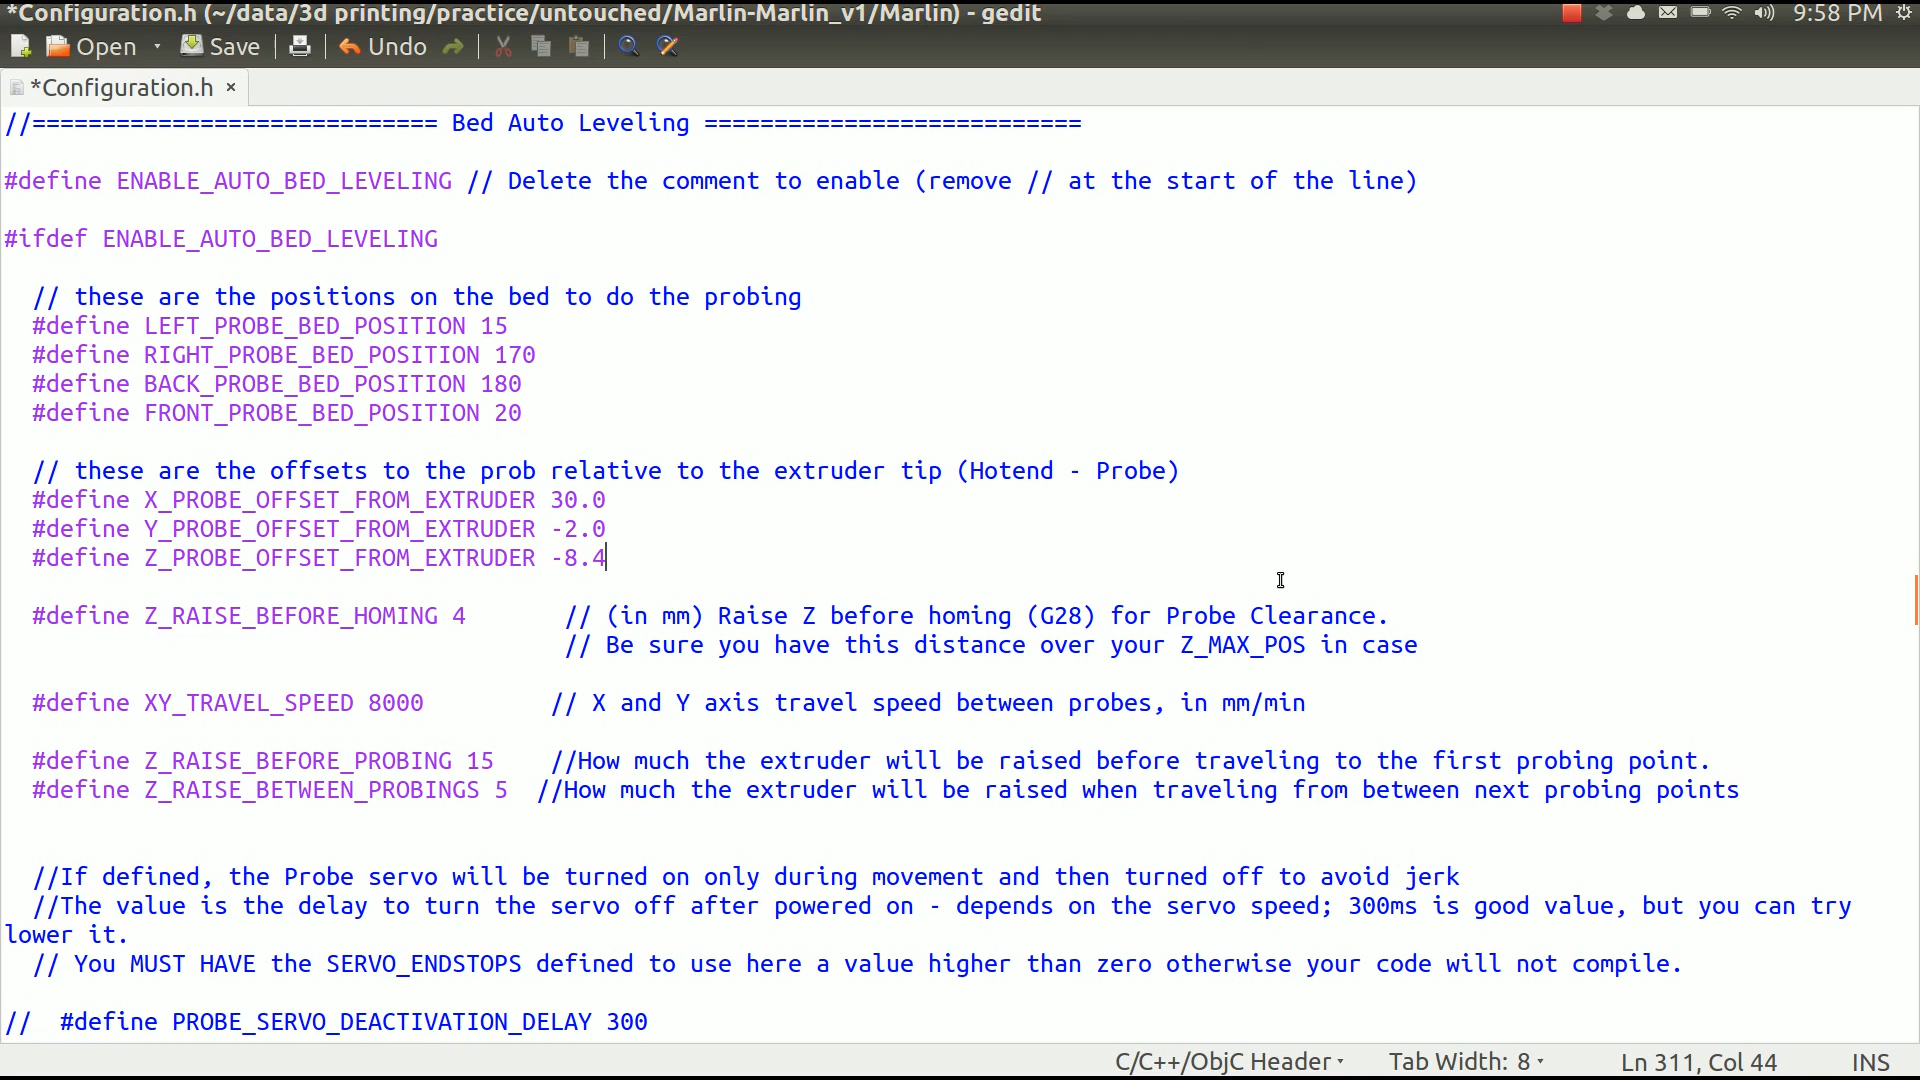 *Configuration.h (~/data/3d printing/practice/untouched/Marlin-Marlin_v1/Marlin) - gedit
9:58 PM
Open Save Undo
*Configuration.h ×
//============================= Bed Auto Leveling ===========================
#define ENABLE_AUTO_BED_LEVELING // Delete the comment to enable (remove // at the start of the line)
#ifdef ENABLE_AUTO_BED_LEVELING
// these are the positions on the bed to do the probing
#define LEFT_PROBE_BED_POSITION 15
#define RIGHT_PROBE_BED_POSITION 170
#define BACK_PROBE_BED_POSITION 180
#define FRONT_PROBE_BED_POSITION 20
// these are the offsets to the prob relative to the extruder tip (Hotend - Probe)
#define X_PROBE_OFFSET_FROM_EXTRUDER 30.0
#define Y_PROBE_OFFSET_FROM_EXTRUDER -2.0
#define Z_PROBE_OFFSET_FROM_EXTRUDER -8.4
#define Z_RAISE_BEFORE_HOMING 4 // (in mm) Raise Z before homing (G28) for Probe Clearance.
// Be sure you have this distance over your Z_MAX_POS in case
#define XY_TRAVEL_SPEED 8000 // X and Y axis travel speed between probes, in mm/min
#define Z_RAISE_BEFORE_PROBING 15 //How much the extruder will be raised before traveling to the first probing point.
#define Z_RAISE_BETWEEN_PROBINGS 5 //How much the extruder will be raised when traveling from between next probing points
//If defined, the Probe servo will be turned on only during movement and then turned off to avoid jerk
//The value is the delay to turn the servo off after powered on - depends on the servo speed; 300ms is good value, but you can try
lower it.
// You MUST HAVE the SERVO_ENDSTOPS defined to use here a value higher than zero otherwise your code will not compile.
// #define PROBE_SERVO_DEACTIVATION_DELAY 300
C/C++/ObjC Header Tab Width: 8 Ln 311, Col 44 INS